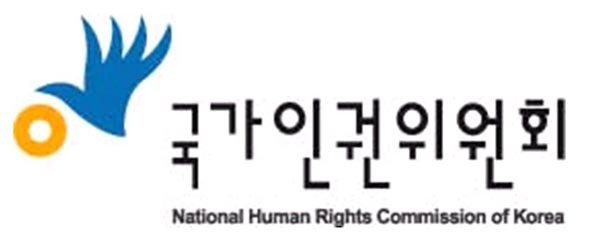 국가인권위원회
National Human Rights Commission of Korea